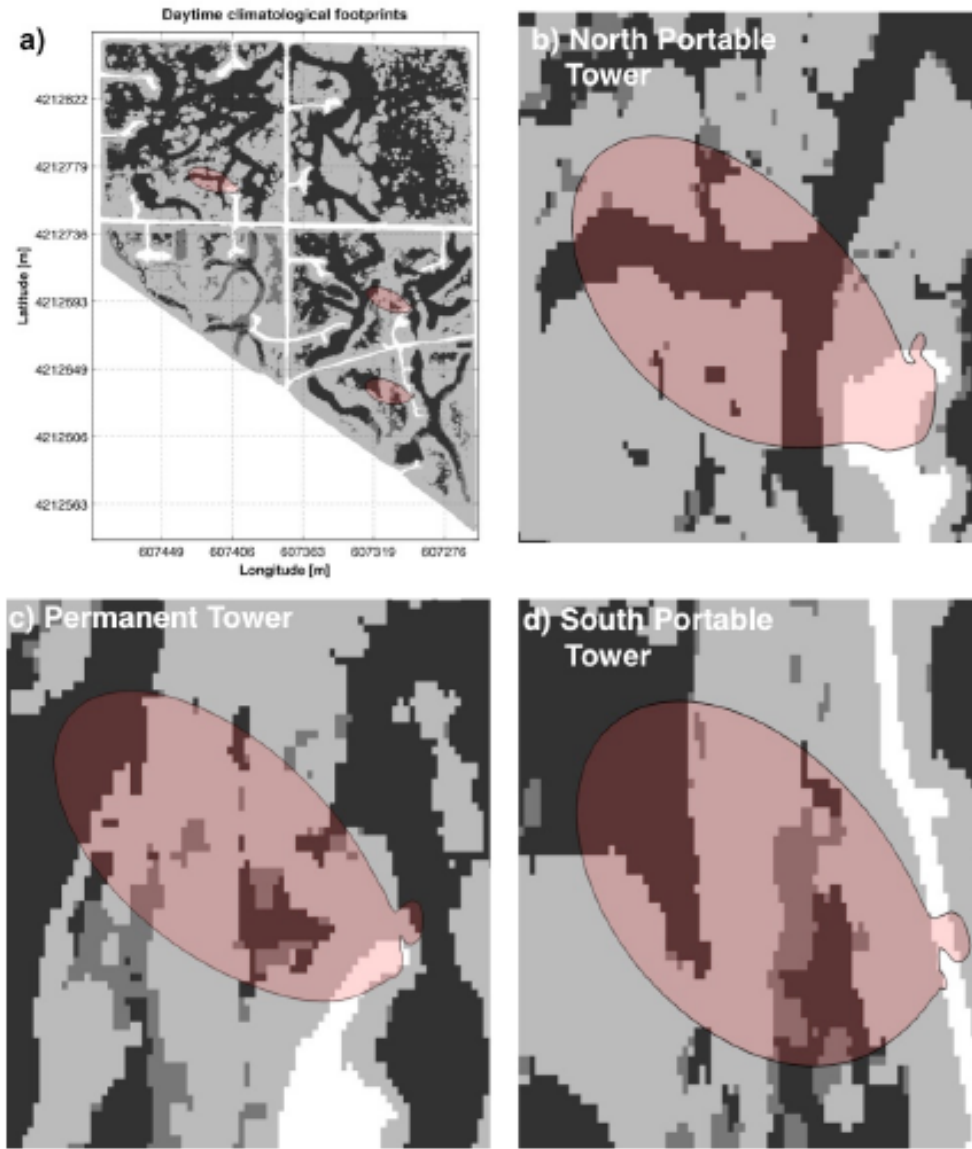 Daytime climatological footprints
a)
4212822
4212779
4212736
4212693
4212649
4212606
4212563
Latitude [m]
607449 607406 607363 607319 607276
Longitude [m]
b) North Portable
Tower
c) Permanent Tower
d) South Portable
Tower